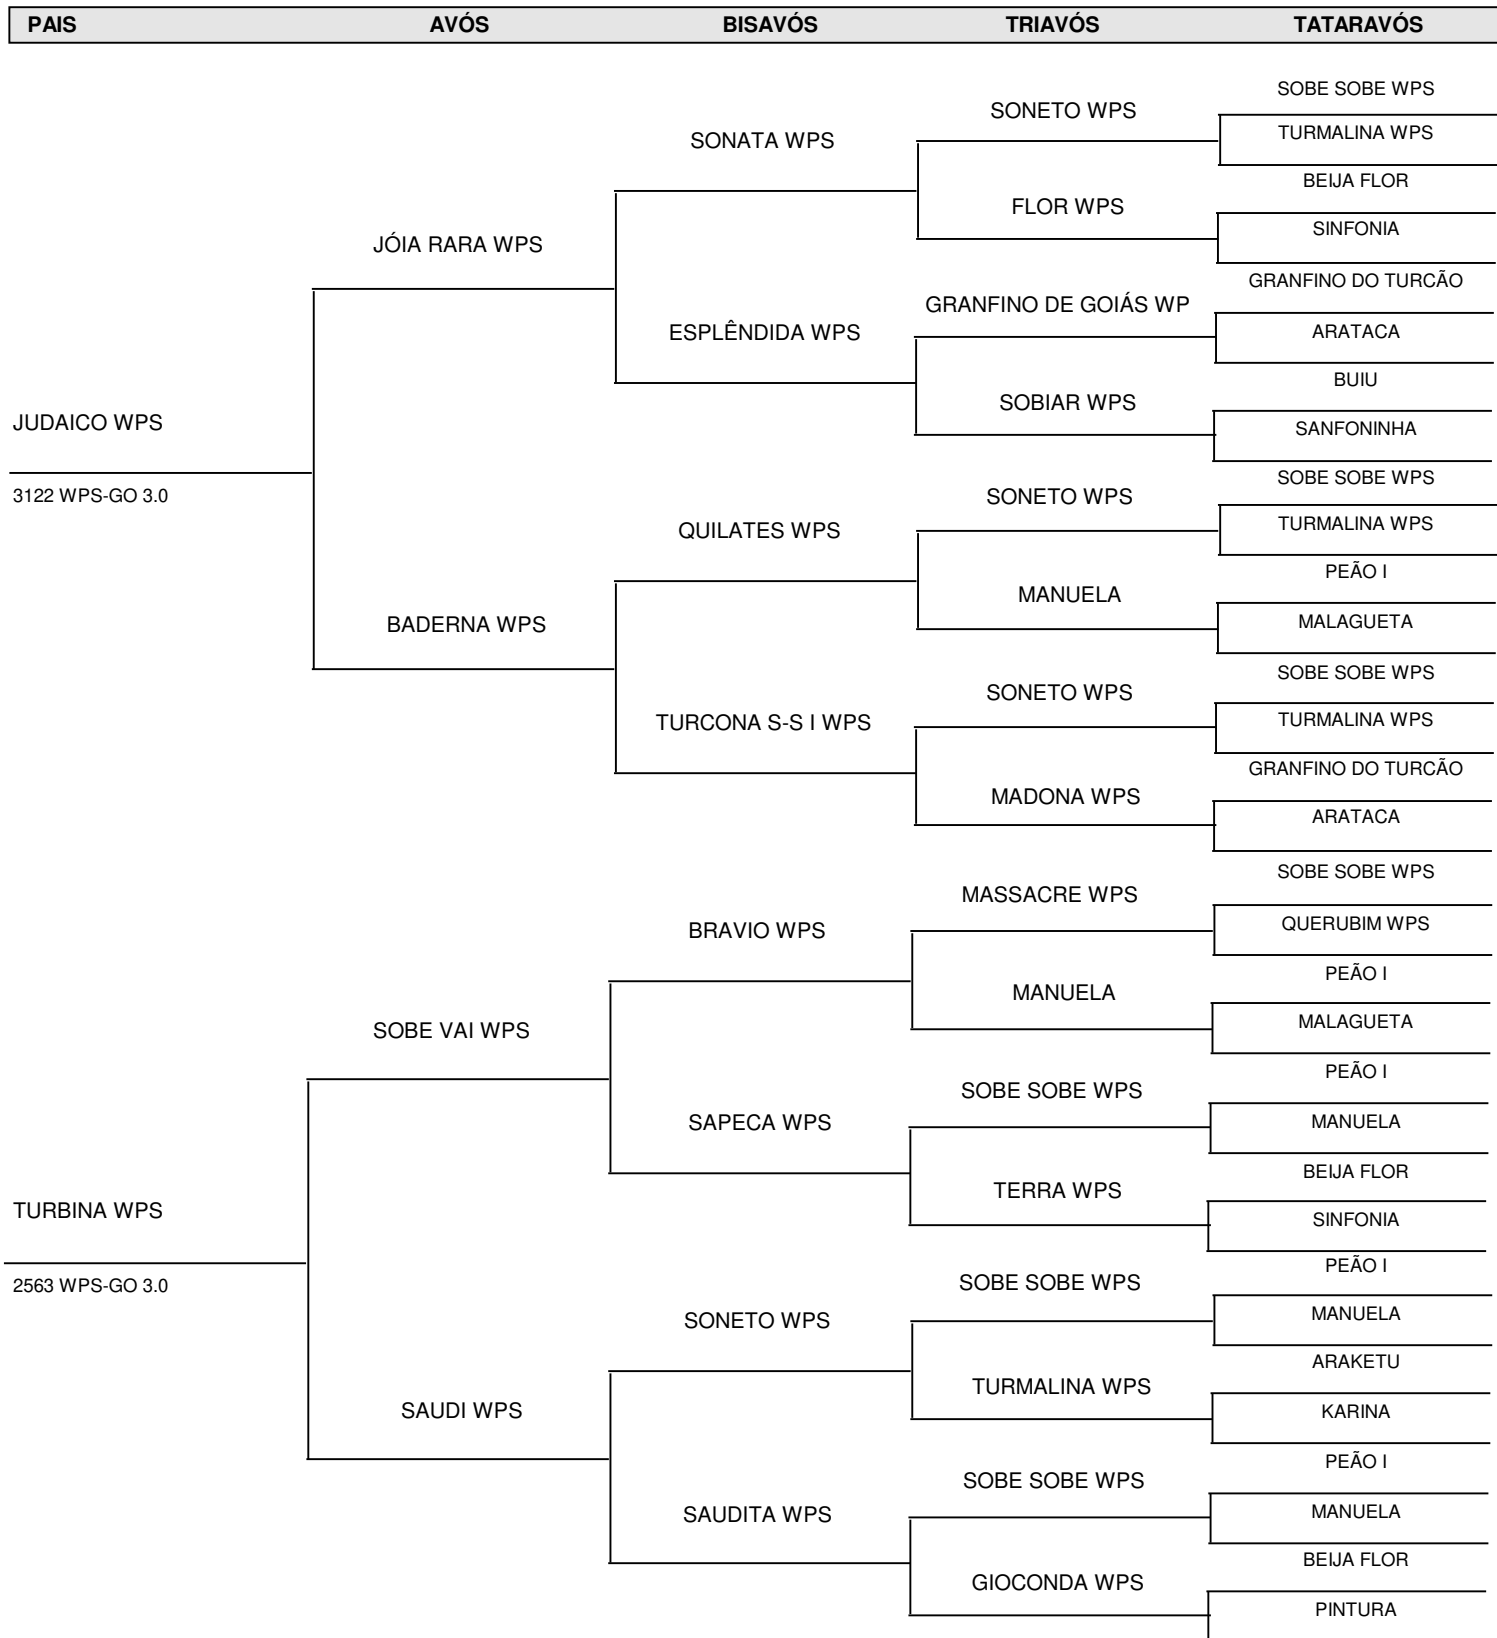 PAIS AVÓS BISAVÓS TRIAVÓS TATARAVÓS
SOBE SOBE WPS
SONETO WPS
TURMALINA WPS
SONATA WPS
BEIJA FLOR
FLOR WPS
SINFONIA
JÓIA RARA WPS
GRANFINO DO TURCÃO
GRANFINO DE GOIÁS WP
ARATACA
ESPLÊNDIDA WPS
BUIU
SOBIAR WPS
SANFONINHA
JUDAICO WPS
3122 WPS-GO 3.0
SOBE SOBE WPS
SONETO WPS
TURMALINA WPS
QUILATES WPS
PEÃO I
MANUELA
MALAGUETA
BADERNA WPS
SOBE SOBE WPS
SONETO WPS
TURMALINA WPS
TURCONA S-S I WPS
GRANFINO DO TURCÃO
MADONA WPS
ARATACA
SOBE SOBE WPS
MASSACRE WPS
QUERUBIM WPS
BRAVIO WPS
PEÃO I
MANUELA
MALAGUETA
SOBE VAI WPS
PEÃO I
SOBE SOBE WPS
MANUELA
SAPECA WPS
BEIJA FLOR
TERRA WPS
SINFONIA
TURBINA WPS
2563 WPS-GO 3.0
PEÃO I
SOBE SOBE WPS
MANUELA
SONETO WPS
ARAKETU
TURMALINA WPS
KARINA
SAUDI WPS
PEÃO I
SOBE SOBE WPS
MANUELA
SAUDITA WPS
BEIJA FLOR
GIOCONDA WPS
PINTURA